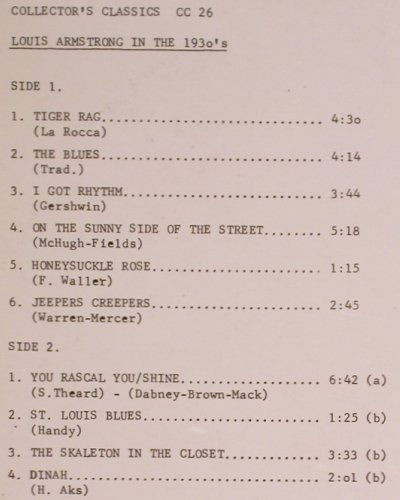 COLLECTOR'S CLASSICS CC 26
LOUIS ARMSTRONG IN THE 193o's
SIDE 1.
1. TIGER RAG............................... 4:3o
(La Rocca)
2. THE BLUES............................... 4:14
(Trad.)
3. I GOT RHYTHM............................ 3:44
(Gershwin)
4. ON THE SUNNY SIDE OF THE STREET........ 5:18
(McHugh-Fields)
5. HONEYSUCKLE ROSE........................ 1:15
(F. Waller)
6. JEEPERS CREEPERS........................ 2:45
(Warren-Mercer)
SIDE 2.
1. YOU RASCAL YOU/SHINE.................... 6:42 (a)
(S.Theard) - (Dabney-Brown-Mack)
2. ST. LOUIS BLUES......................... 1:25 (b)
(Handy)
3. THE SKALETON IN THE CLOSET.............. 3:33 (b)
4. DINAH................................... 2:o1 (b)
(H. Aks)